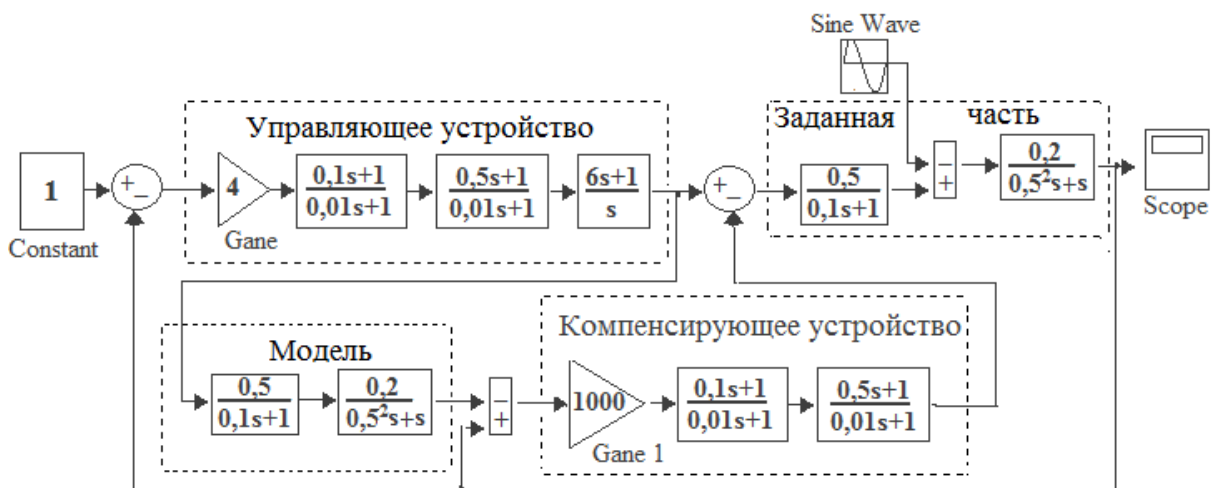 Sine Wave
Управляющее устройство
Заданная часть
1
+
−
4
0,1s+1
0,01s+1
0,5s+1
0,01s+1
6s+1
s
+
−
0,5
0,1s+1
−
+
0,2
0,5²s+s
Constant
Gane
Scope
Модель
Компенсирующее устройство
0,5
0,1s+1
0,2
0,5²s+s
−
+
1000
0,1s+1
0,01s+1
0,5s+1
0,01s+1
Gane 1